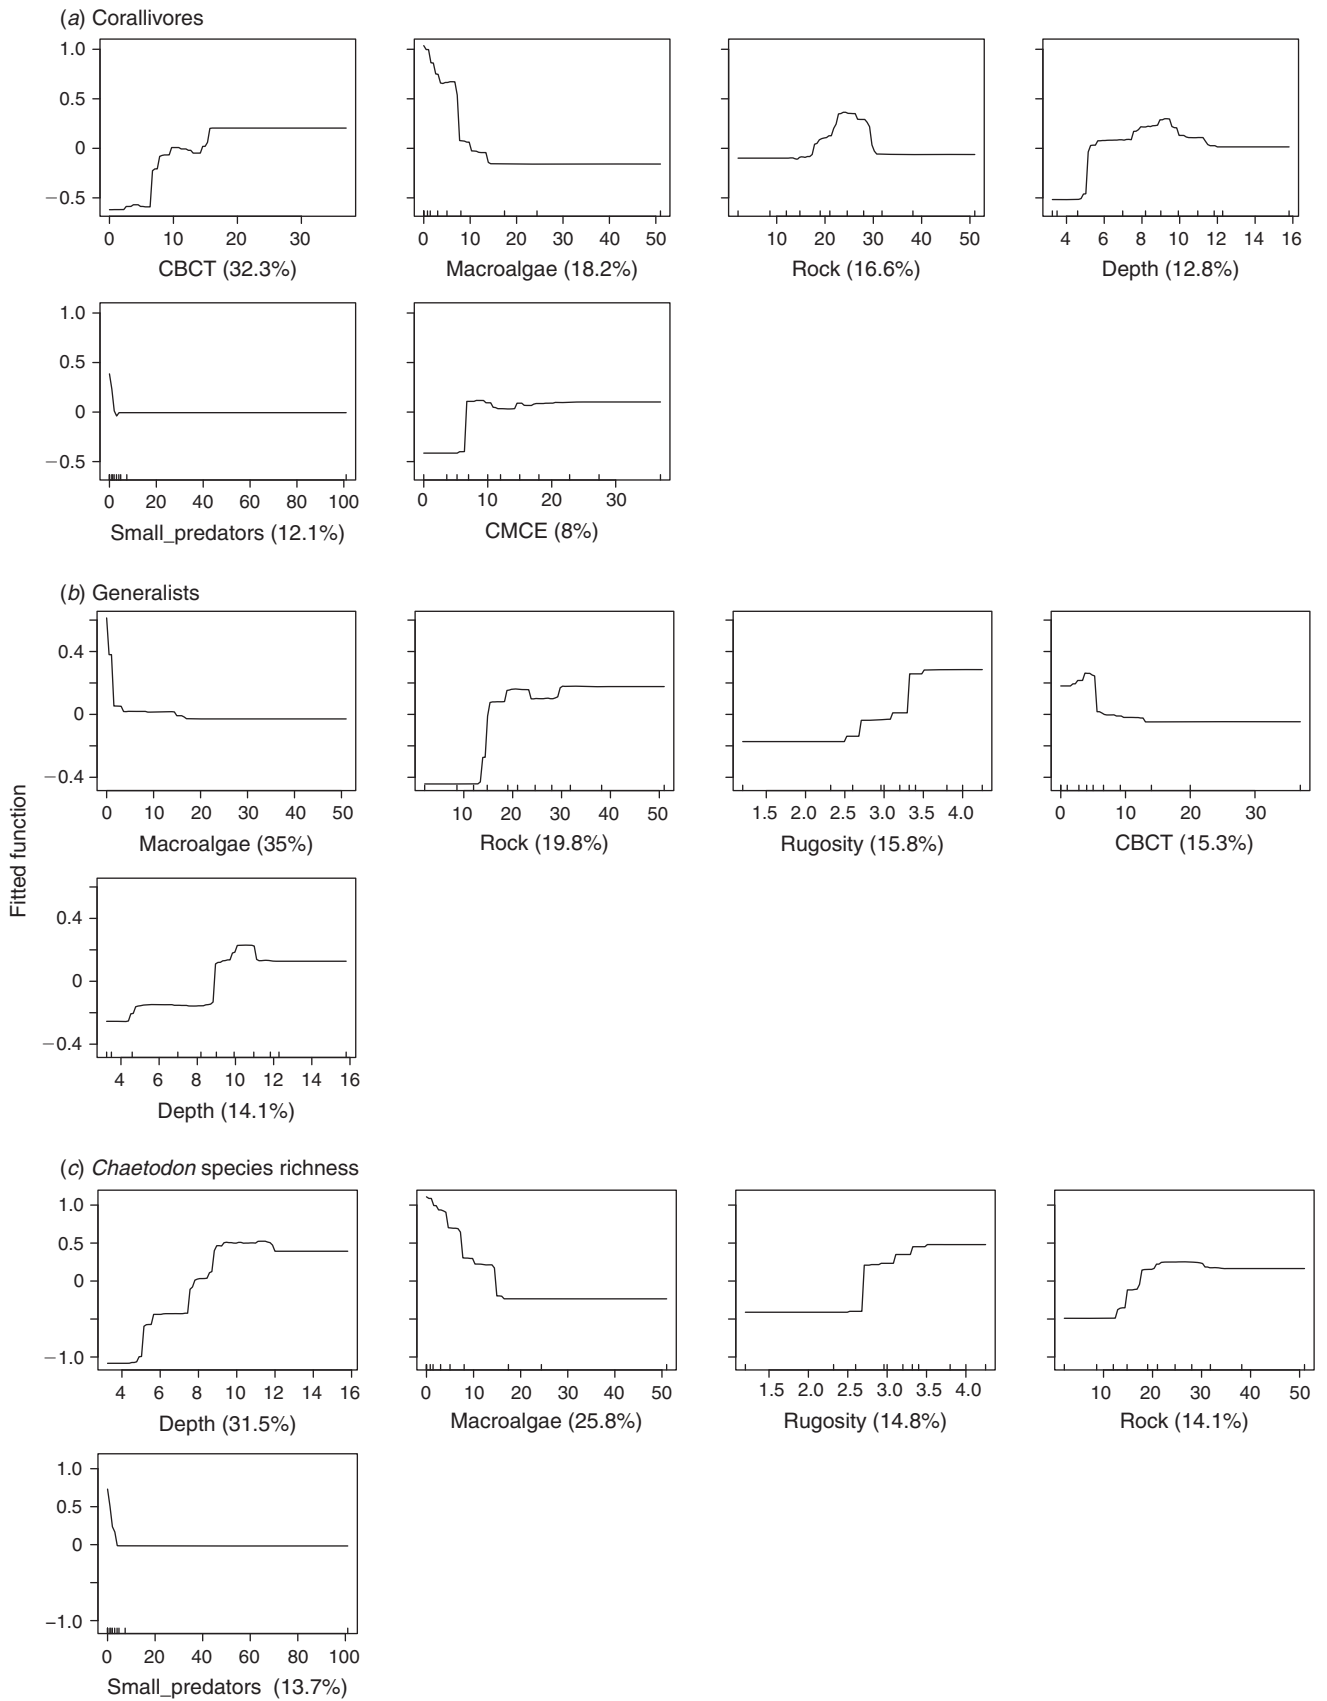 (a) Corallivores
1.0
0.5
0
−0.5
0 10 20 30
0 10 20 30 40 50
10 20 30 40 50
4 6 8 10 12 14 16
CBCT (32.3%)
Macroalgae (18.2%)
Rock (16.6%)
Depth (12.8%)
1.0
0.5
0
−0.5
0 20 40 60 80 100
0 10 20 30
Small_predators (12.1%)
CMCE (8%)
(b) Generalists
0.4
0
−0.4
0 10 20 30 40 50
10 20 30 40 50
1.5 2.0 2.5 3.0 3.5 4.0
0 10 20 30
Macroalgae (35%)
Rock (19.8%)
Rugosity (15.8%)
CBCT (15.3%)
Fitted function
0.4
0
−0.4
4 6 8 10 12 14 16
Depth (14.1%)
(c) Chaetodon species richness
1.0
0.5
0
−1.0
4 6 8 10 12 14 16
0 10 20 30 40 50
1.5 2.0 2.5 3.0 3.5 4.0
10 20 30 40 50
Depth (31.5%)
Macroalgae (25.8%)
Rugosity (14.8%)
Rock (14.1%)
1.0
0.5
0
−1.0
0 20 40 60 80 100
Small_predators (13.7%)